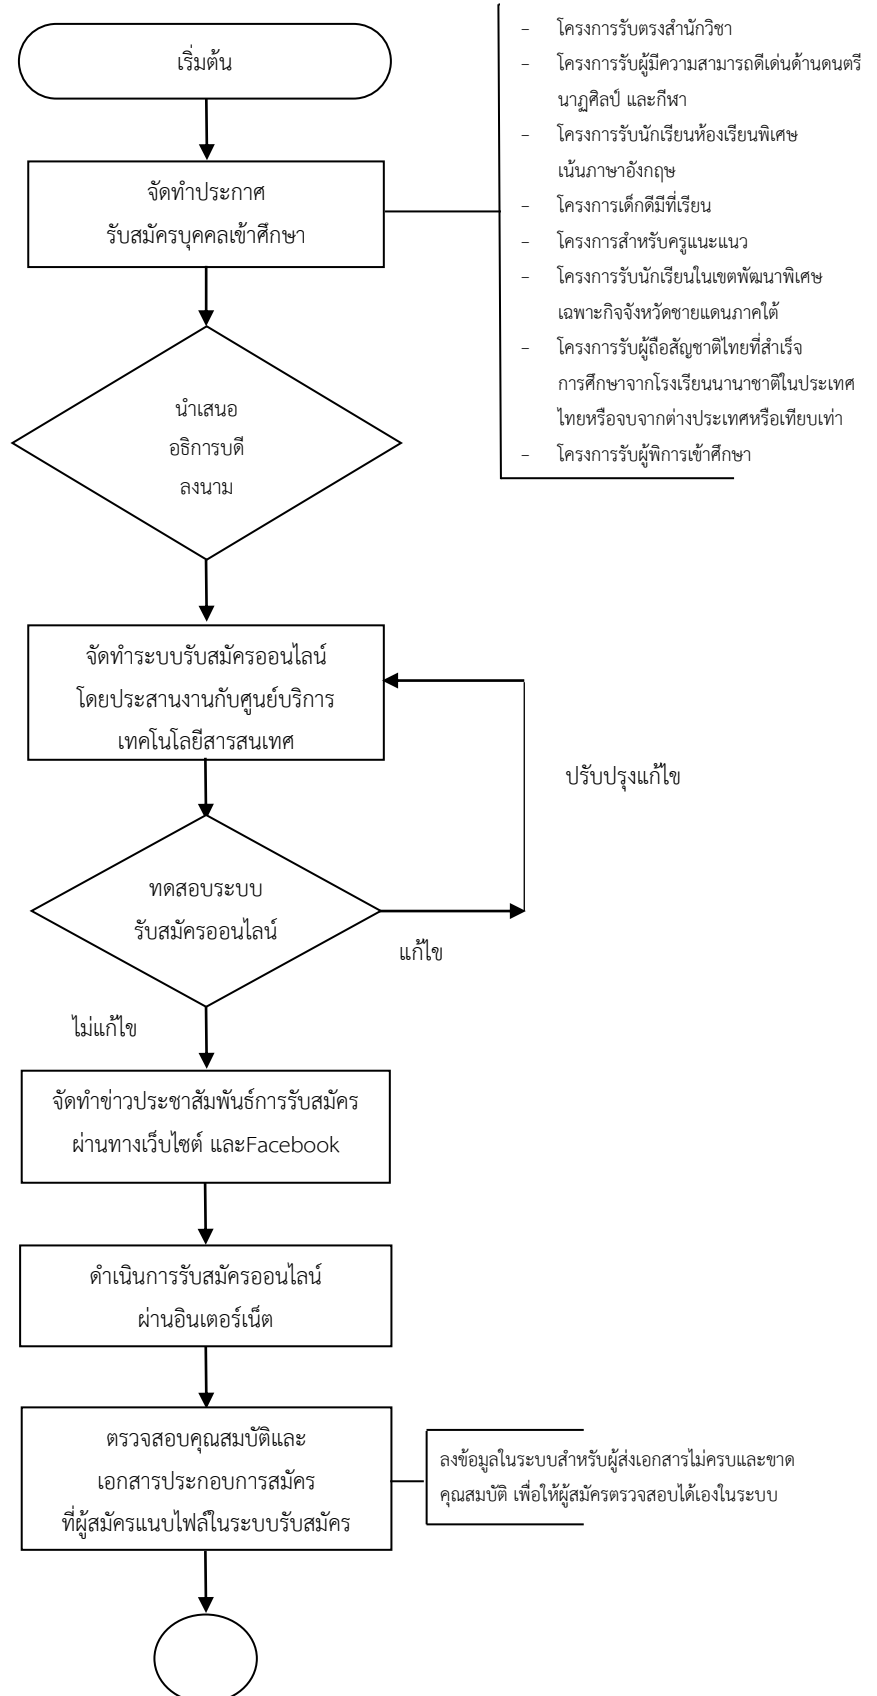 เริ่มต้น
จัดทำประกาศ
รับสมัครบุคคลเข้าศึกษา
- โครงการรับตรงสำนักวิชา
- โครงการรับผู้มีความสามารถดีเด่นด้านดนตรี
นาฏศิลป์ และกีฬา
- โครงการรับนักเรียนห้องเรียนพิเศษ
เน้นภาษาอังกฤษ
- โครงการเด็กดีมีที่เรียน
- โครงการสำหรับครูแนะแนว
- โครงการรับนักเรียนในเขตพัฒนาพิเศษ
เฉพาะกิจจังหวัดชายแดนภาคใต้
- โครงการรับผู้ถือสัญชาติไทยที่สำเร็จ
การศึกษาจากโรงเรียนนานาชาติในประเทศ
ไทยหรือจบจากต่างประเทศหรือเทียบเท่า
- โครงการรับผู้พิการเข้าศึกษา
นำเสนอ
อธิการบดี
ลงนาม
จัดทำระบบรับสมัครออนไลน์
โดยประสานงานกับศูนย์บริการ
เทคโนโลยีสารสนเทศ
ปรับปรุงแก้ไข
ทดสอบระบบ
รับสมัครออนไลน์
แก้ไข
ไม่แก้ไข
จัดทำข่าวประชาสัมพันธ์การรับสมัคร
ผ่านทางเว็บไซต์ และFacebook
ดำเนินการรับสมัครออนไลน์
ผ่านอินเตอร์เน็ต
ตรวจสอบคุณสมบัติและ
เอกสารประกอบการสมัคร
ที่ผู้สมัครแนบไฟล์ในระบบรับสมัคร
ลงข้อมูลในระบบสำหรับผู้ส่งเอกสารไม่ครบและขาด
คุณสมบัติ เพื่อให้ผู้สมัครตรวจสอบได้เองในระบบ